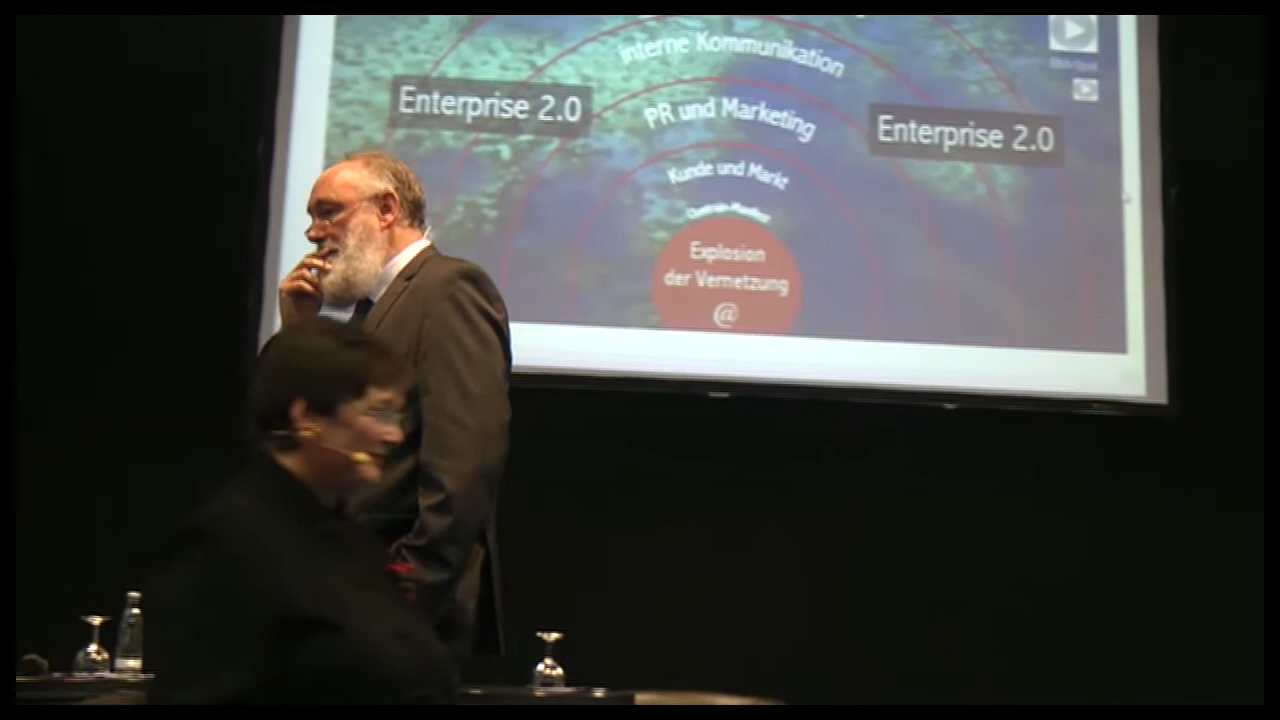 interne Kommunikation
Enterprise 2.0
PR und Marketing
Enterprise 2.0
Kunde und Markt
Explosion
der Vernetzung
@